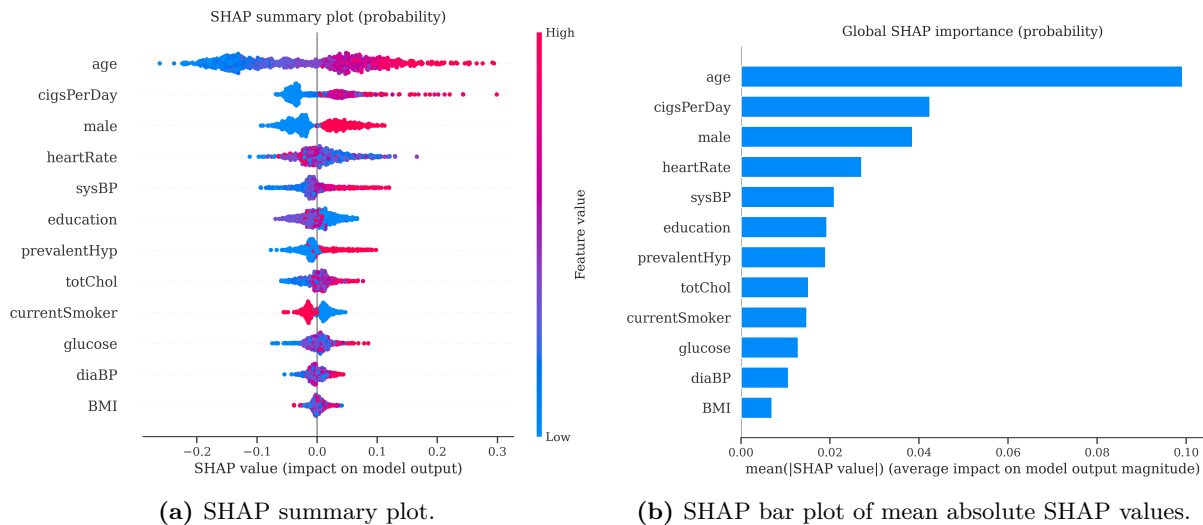 SHAP summary plot (probability)
age
cigsPerDay
male
heartRate
sysBP
education
prevalentHyp
totChol
currentSmoker
glucose
diaBP
BMI
−0.2 −0.1 0.0 0.1 0.2 0.3
SHAP value (impact on model output)
High
Feature value
Low
(a) SHAP summary plot.
Global SHAP importance (probability)
age
cigsPerDay
male
heartRate
sysBP
education
prevalentHyp
totChol
currentSmoker
glucose
diaBP
BMI
0.00 0.02 0.04 0.06 0.08 0.10
mean(|SHAP value|) (average impact on model output magnitude)
(b) SHAP bar plot of mean absolute SHAP values.